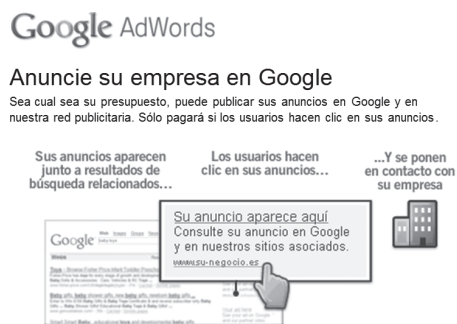 Google AdWords
Anuncie su empresa en Google
Sea cual sea su presupuesto, puede publicar sus anuncios en Google y en
nuestra red publicitaria. Sólo pagará si los usuarios hacen clic en sus anuncios.
Sus anuncios aparecen
junto a resultados de
búsqueda relacionados...
Los usuarios hacen
clic en sus anuncios...
...Y se ponen
en contacto con
su empresa
Su anuncio aparece aquí
Consulte su anuncio en Google
y en nuestros sitios asociados.
www.su-negocio.es
Google